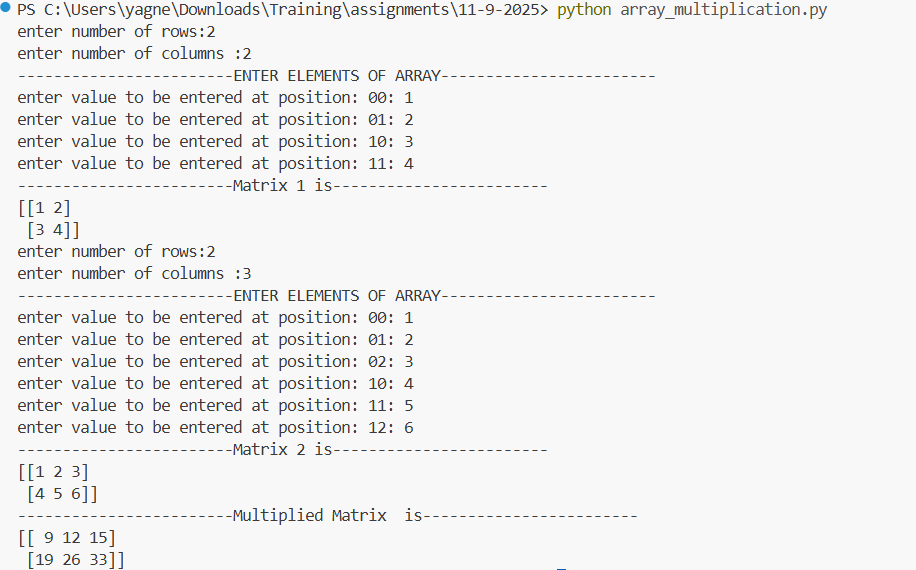 PS C:\Users\yagne\Downloads\Training\assignments\11-9-2025> python array_multiplication.py
enter number of rows:2
enter number of columns :2
------------------------ENTER ELEMENTS OF ARRAY------------------------
enter value to be entered at position: 00: 1
enter value to be entered at position: 01: 2
enter value to be entered at position: 10: 3
enter value to be entered at position: 11: 4
------------------------Matrix 1 is------------------------
[[1 2]
 [3 4]]
enter number of rows:2
enter number of columns :3
------------------------ENTER ELEMENTS OF ARRAY------------------------
enter value to be entered at position: 00: 1
enter value to be entered at position: 01: 2
enter value to be entered at position: 02: 3
enter value to be entered at position: 10: 4
enter value to be entered at position: 11: 5
enter value to be entered at position: 12: 6
------------------------Matrix 2 is------------------------
[[1 2 3]
 [4 5 6]]
------------------------Multiplied Matrix  is------------------------
[[ 9 12 15]
 [19 26 33]]